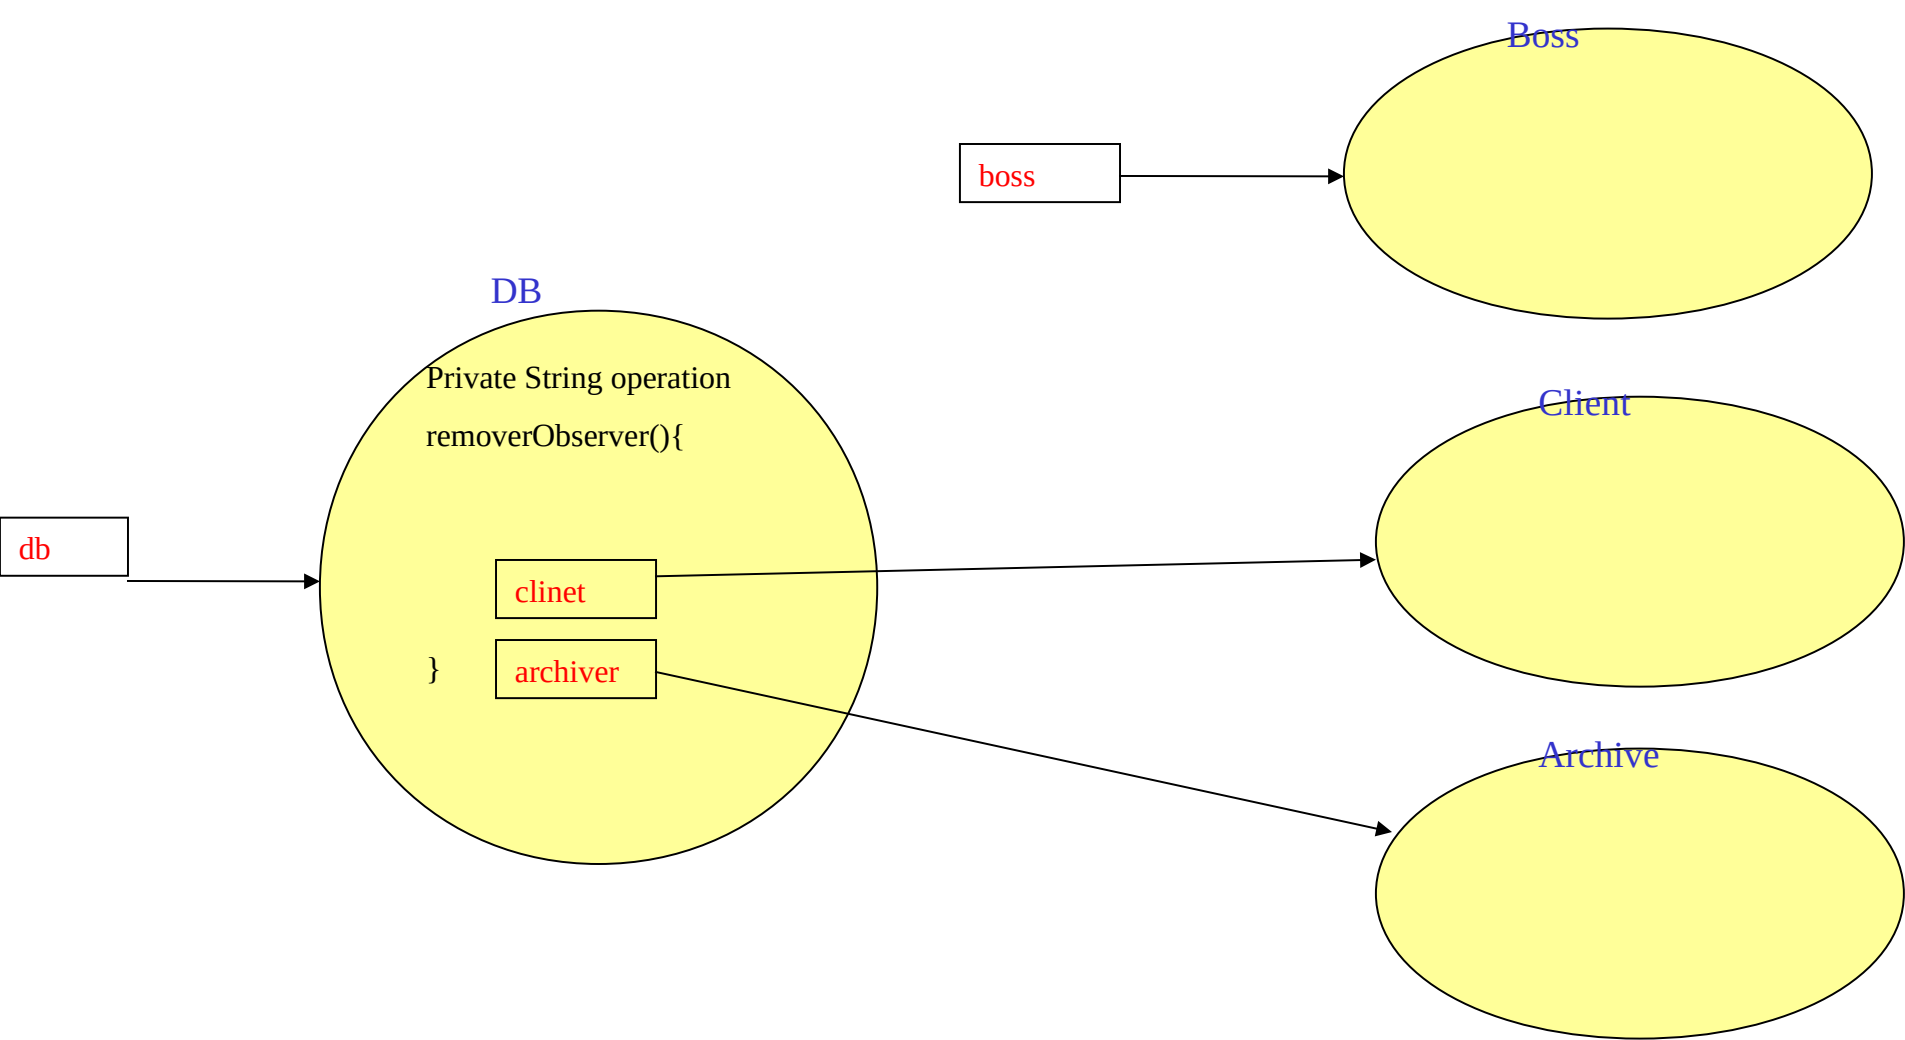 Boss
boss
DB
Private String operation
removerObserver(){
Client
db
clinet
}
archiver
Archive